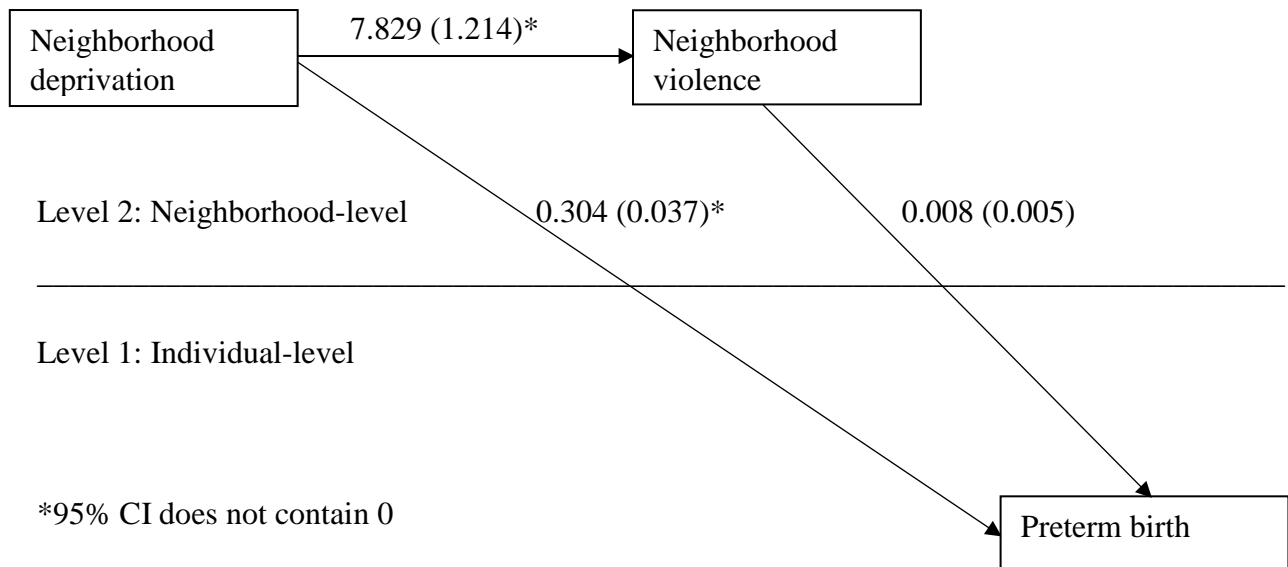 Neighborhood
deprivation
7.829 (1.214)*
Neighborhood
violence
Level 2: Neighborhood-level
0.304 (0.037)*
0.008 (0.005)
Level 1: Individual-level
*95% CI does not contain 0
Preterm birth